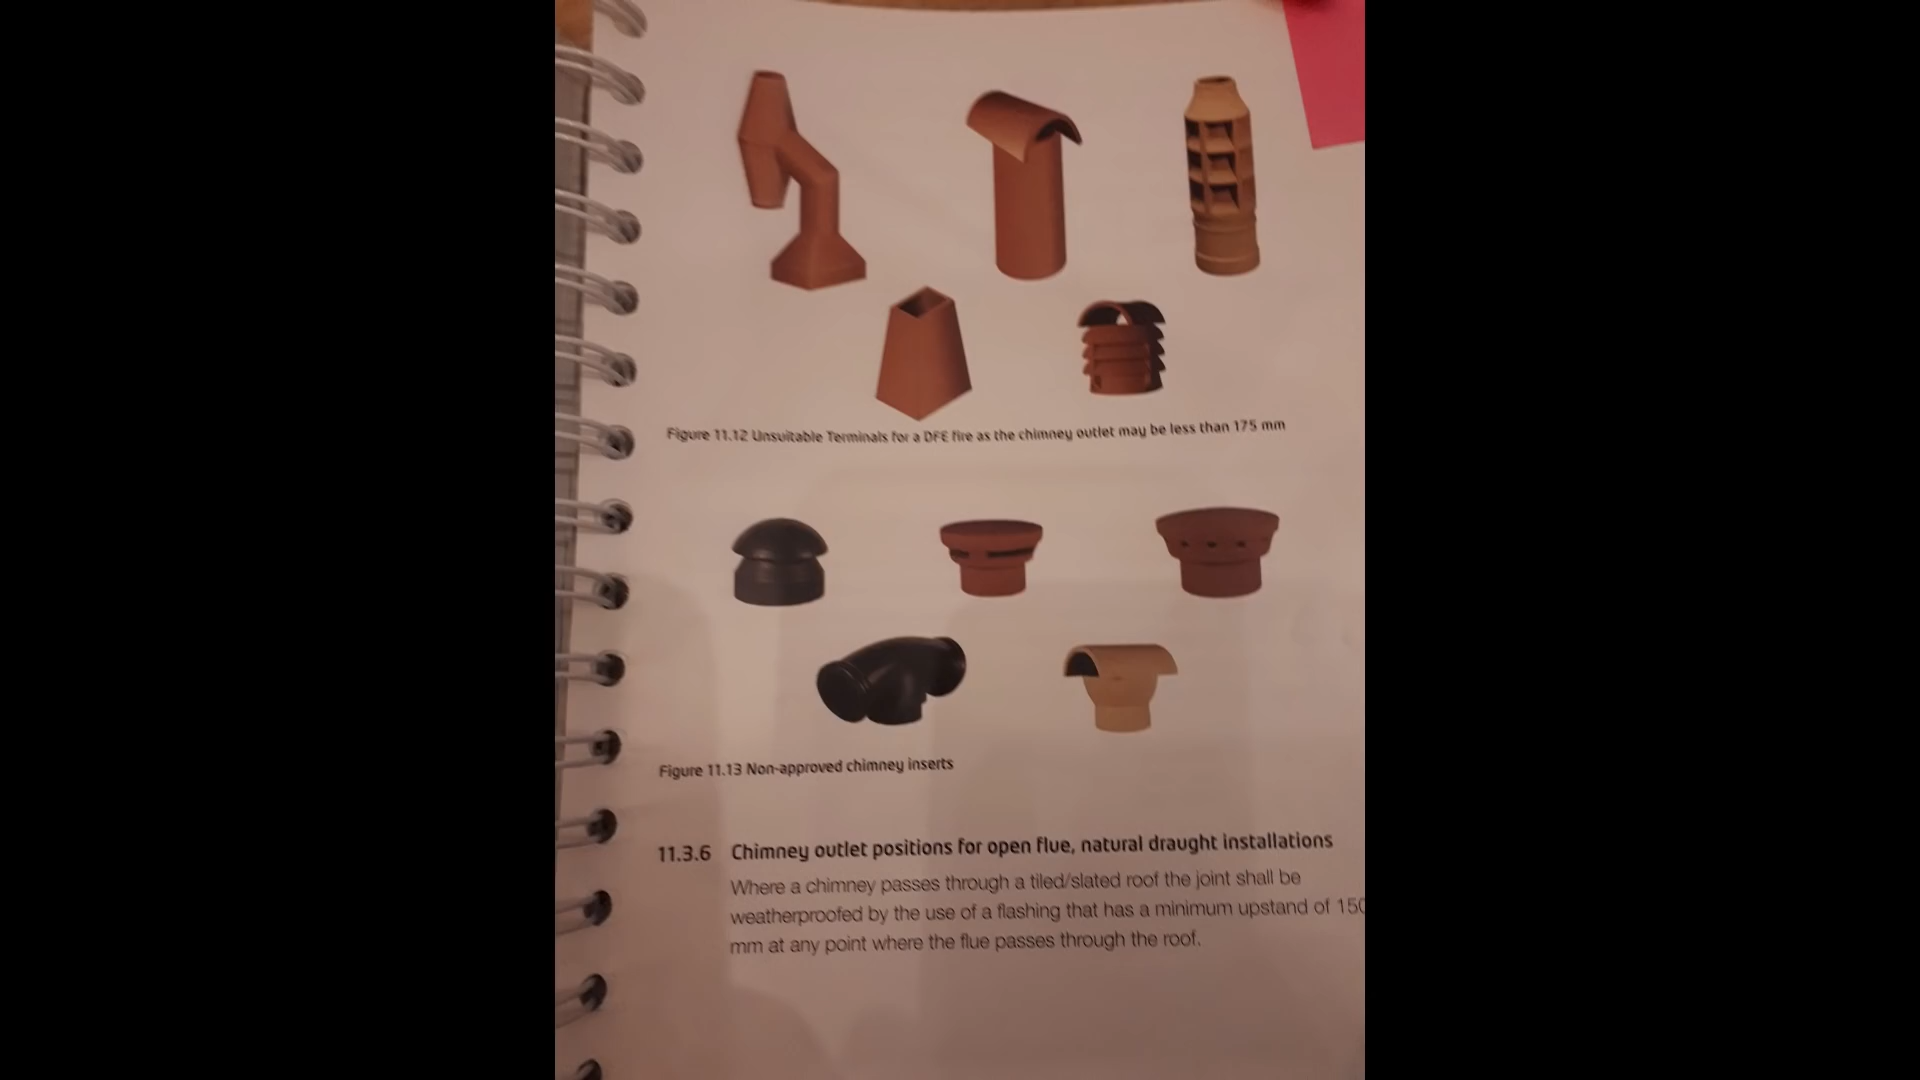 Figure 11.12 Unsuitable Terminals for a DFE fire as the chimney outlet may be less than 175 mm
Figure 11.13 Non-approved chimney inserts
11.3.6 Chimney outlet positions for open flue, natural draught installations
Where a chimney passes through a tiled/slated roof the joint shall be
weatherproofed by the use of a flashing that has a minimum upstand of 150
mm at any point where the flue passes through the roof.